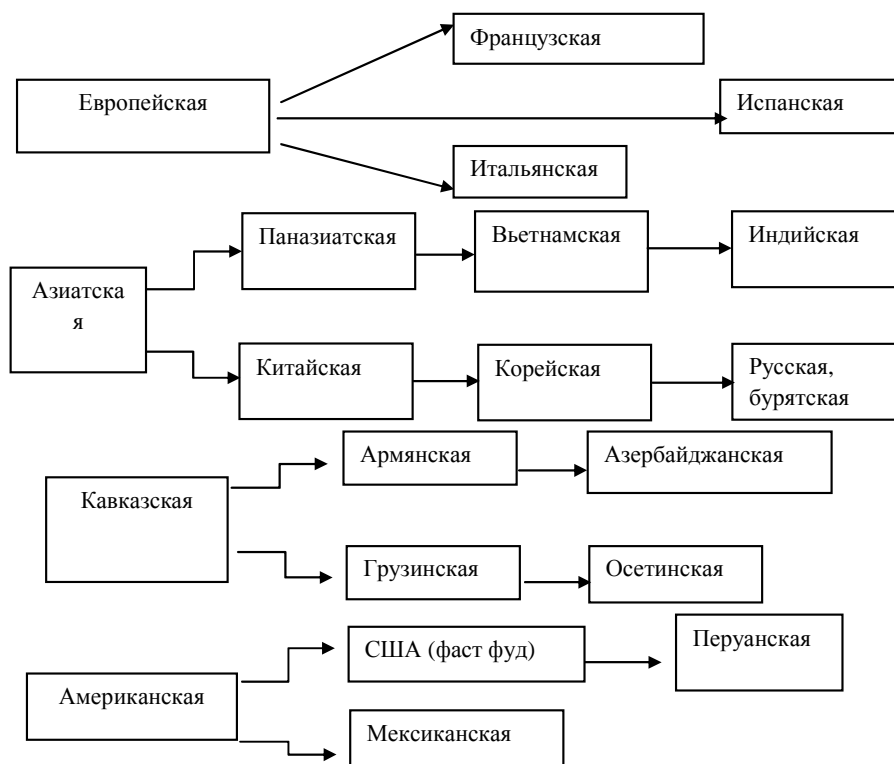 Французская
Европейская
Испанская
Итальянская
Паназиатская
Вьетнамская
Индийская
Азиатска
я
Китайская
Корейская
Русская,
бурятская
Армянская
Азербайджанская
Кавказская
Грузинская
Осетинская
США (фаст фуд)
Перуанская
Американская
Мексиканская